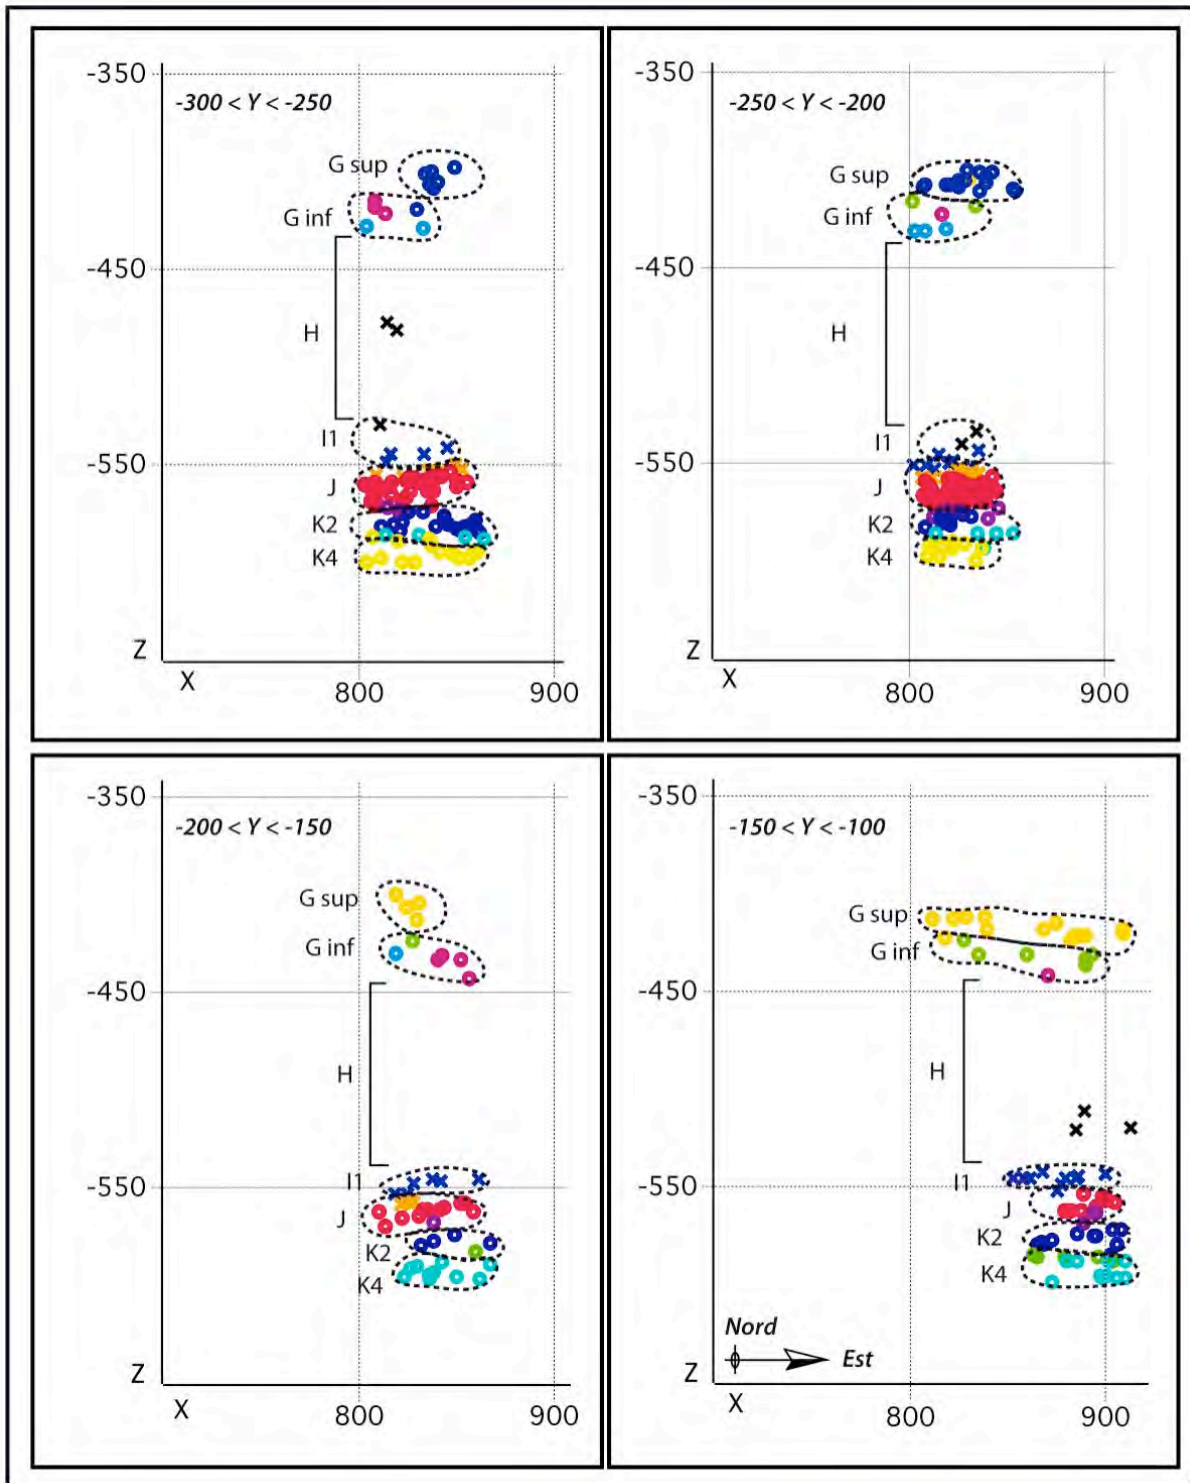 -350
-300 < Y < -250
G sup
G inf
-450
H
I1
-550
J
K2
K4
Z
X
800
900
-350
-250 < Y < -200
G sup
G inf
-450
H
I1
-550
J
K2
K4
Z
X
800
900
-350
-200 < Y < -150
G sup
G inf
-450
H
I1
-550
J
K2
K4
Z
X
800
900
-350
-150 < Y < -100
G sup
G inf
-450
H
I1
-550
J
K2
K4
Nord
Est
Z
X
800
900